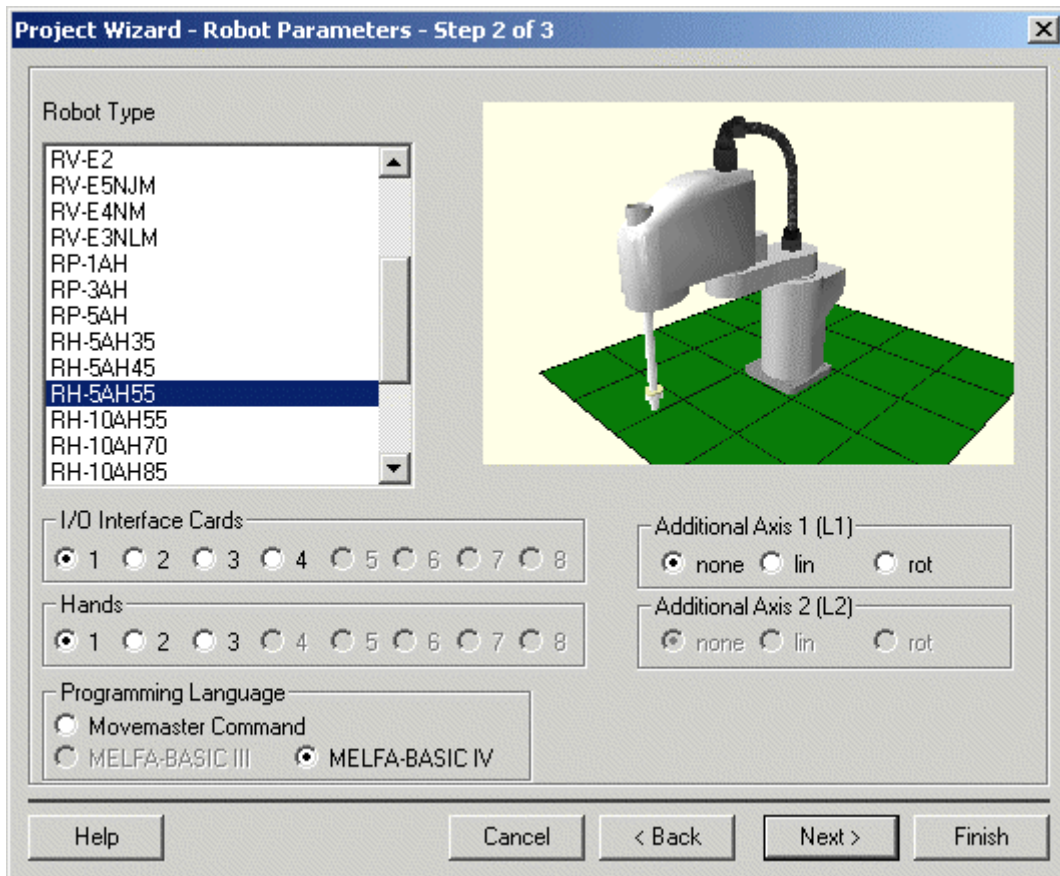 Project Wizard - Robot Parameters - Step 2 of 3
Robot Type
RV-E2
RV-E5NJM
RV-E4NM
RV-E3NLM
RP-1AH
RP-3AH
RP-5AH
RH-5AH35
RH-5AH45
RH-5AH55
RH-10AH55
RH-10AH70
RH-10AH85
I/O Interface Cards
1 2 3 4 5 6 7 8
Additional Axis 1 (L1)
none lin rot
Hands
1 2 3 4 5 6 7 8
Additional Axis 2 (L2)
none lin rot
Programming Language
Movemaster Command
MELFA-BASIC III MELFA-BASIC IV
Help Cancel < Back Next > Finish